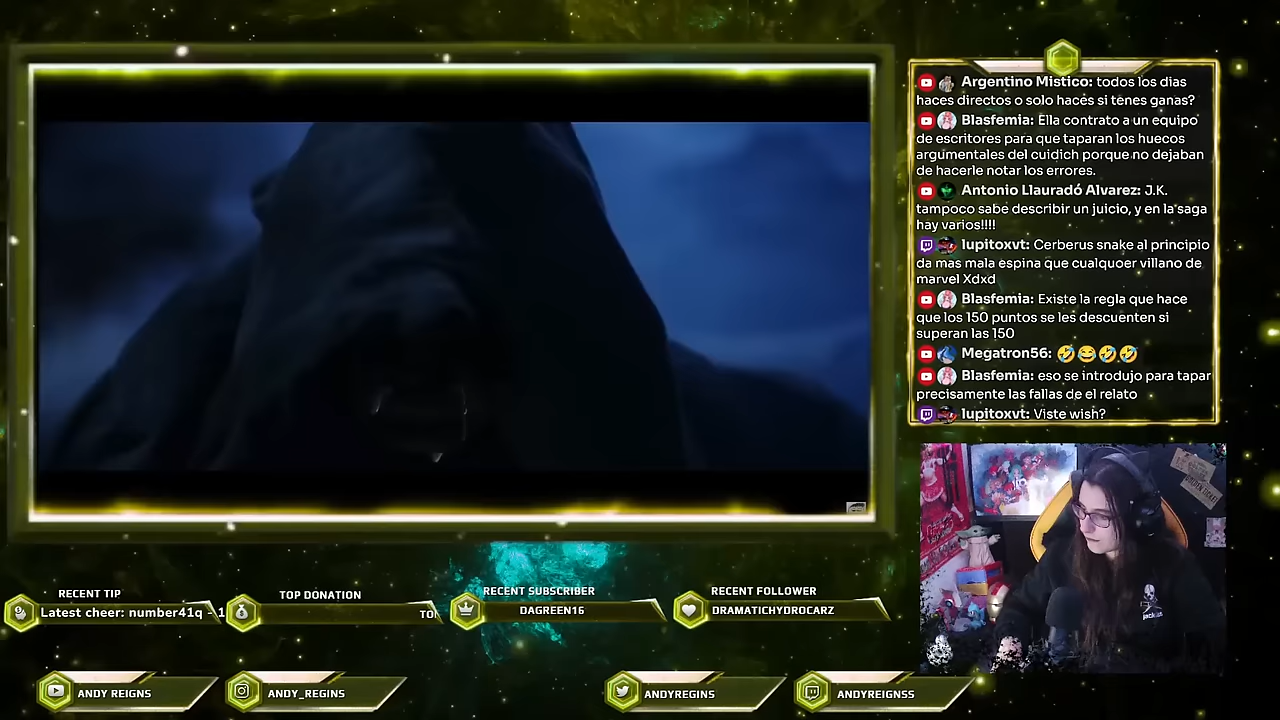 Argentino Mistico: todos los dias
haces directos o solo haces si tenes ganas?
Blasfemia: Ella contrato a un equipo
de escritores para que taparan los huecos
argumentales del cuidich porque no dejaban
de hacerle notar los errores.
Antonio Llauradó Alvarez: J.K.
tampoco sabe describir un juicio, y en la saga
hay varios!!!!
lupitoxvt: Cerberus snake al principio
da mas mala espina que cualquoer villano de
marvel Xdxd
Blasfemia: Existe la regla que hace
que los 150 puntos se les descuenten si
superan las 150
Megatron56: 🤣😂🤣🤣
Blasfemia: eso se introdujo para tapar
precisamente las fallas de el relato
lupitoxvt: Viste wish?
RECENT TIP
Latest cheer: number41q - 1
TOP DONATION
TO
RECENT SUBSCRIBER
DAGREEN16
RECENT FOLLOWER
DRAMATICHYDROCARZ
ANDY REIGNS
ANDY_REGINS
ANDYREGINS
ANDYREIGNSS